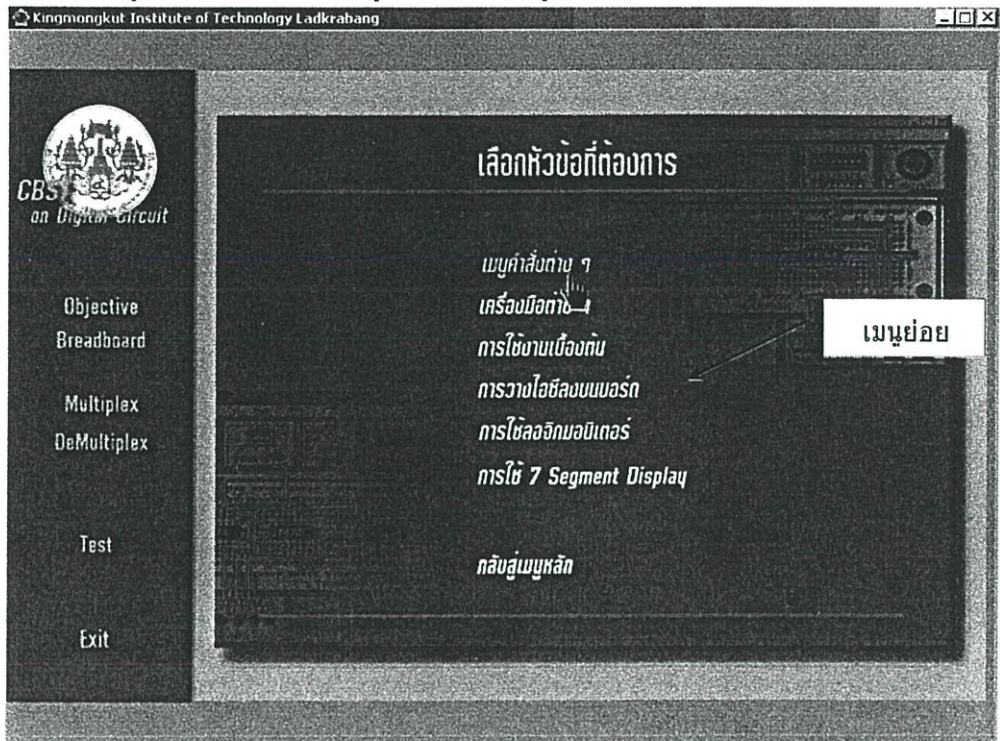 Kingmongkut Institute of Technology Ladkrabang
CBS
on Digital Circuit
Objective
Breadboard
Multiplex
DeMultiplex
Test
Exit
เลือกหัวข้อที่ต้องการ
เมนูคำสั่งต่าง ๆ
เครื่องมือต่าง ๆ
การใช้งานเบื้องต้น
การวางไอซีลงบนบอร์ด
การใช้ลอจิกมอนิเตอร์
การใช้ 7 Segment Display
กลับสู่เมนูหลัก
เมนูย่อย